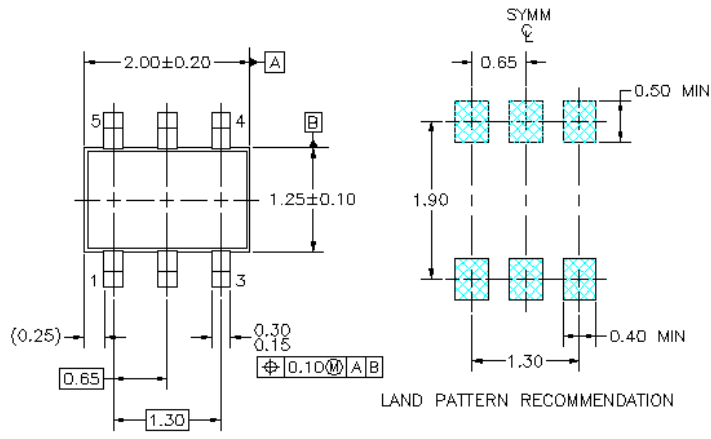 SYMM
℄
2.00±0.20
A
0.65
0.50 MIN
5
4
B
1.25±0.10
1.90
1
3
(0.25)
0.30
0.15
0.40 MIN
⌖ 0.10Ⓜ A B
0.65
1.30
1.30
LAND PATTERN RECOMMENDATION